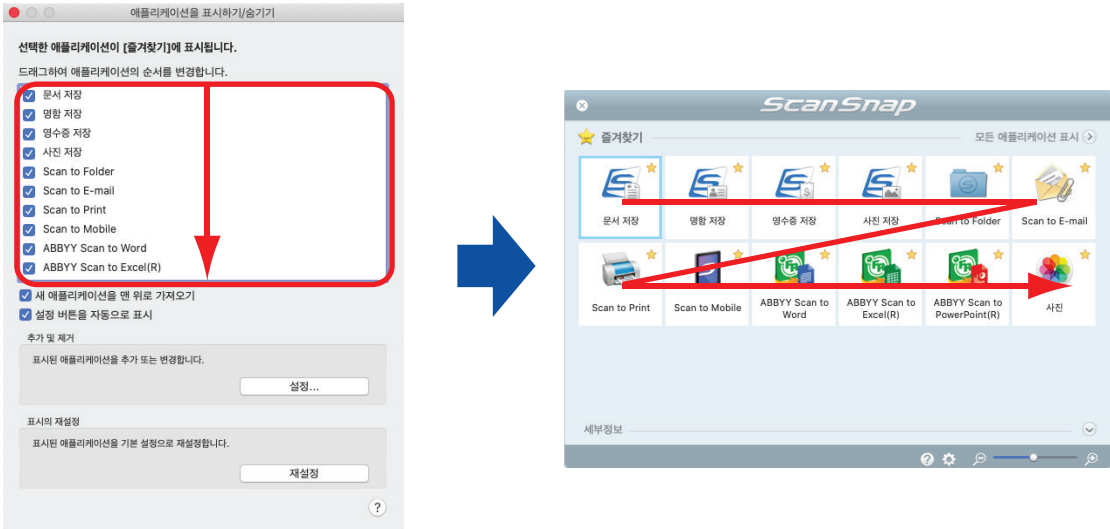 애플리케이션을 표시하기/숨기기
선택한 애플리케이션이 [즐겨찾기]에 표시됩니다.
드래그하여 애플리케이션의 순서를 변경합니다.
문서 저장
명함 저장
영수증 저장
사진 저장
Scan to Folder
Scan to E-mail
Scan to Print
Scan to Mobile
ABBYY Scan to Word
ABBYY Scan to Excel(R)
새 애플리케이션을 맨 위로 가져오기
설정 버튼을 자동으로 표시
추가 및 제거
표시된 애플리케이션을 추가 또는 변경합니다.
설정...
표시의 재설정
표시된 애플리케이션을 기본 설정으로 재설정합니다.
재설정
?
ScanSnap
즐겨찾기
모든 애플리케이션 표시
문서 저장
명함 저장
영수증 저장
사진 저장
Scan to Folder
Scan to E-mail
Scan to Print
Scan to Mobile
ABBYY Scan to
Word
ABBYY Scan to
Excel(R)
ABBYY Scan to
PowerPoint(R)
사진
세부정보
?